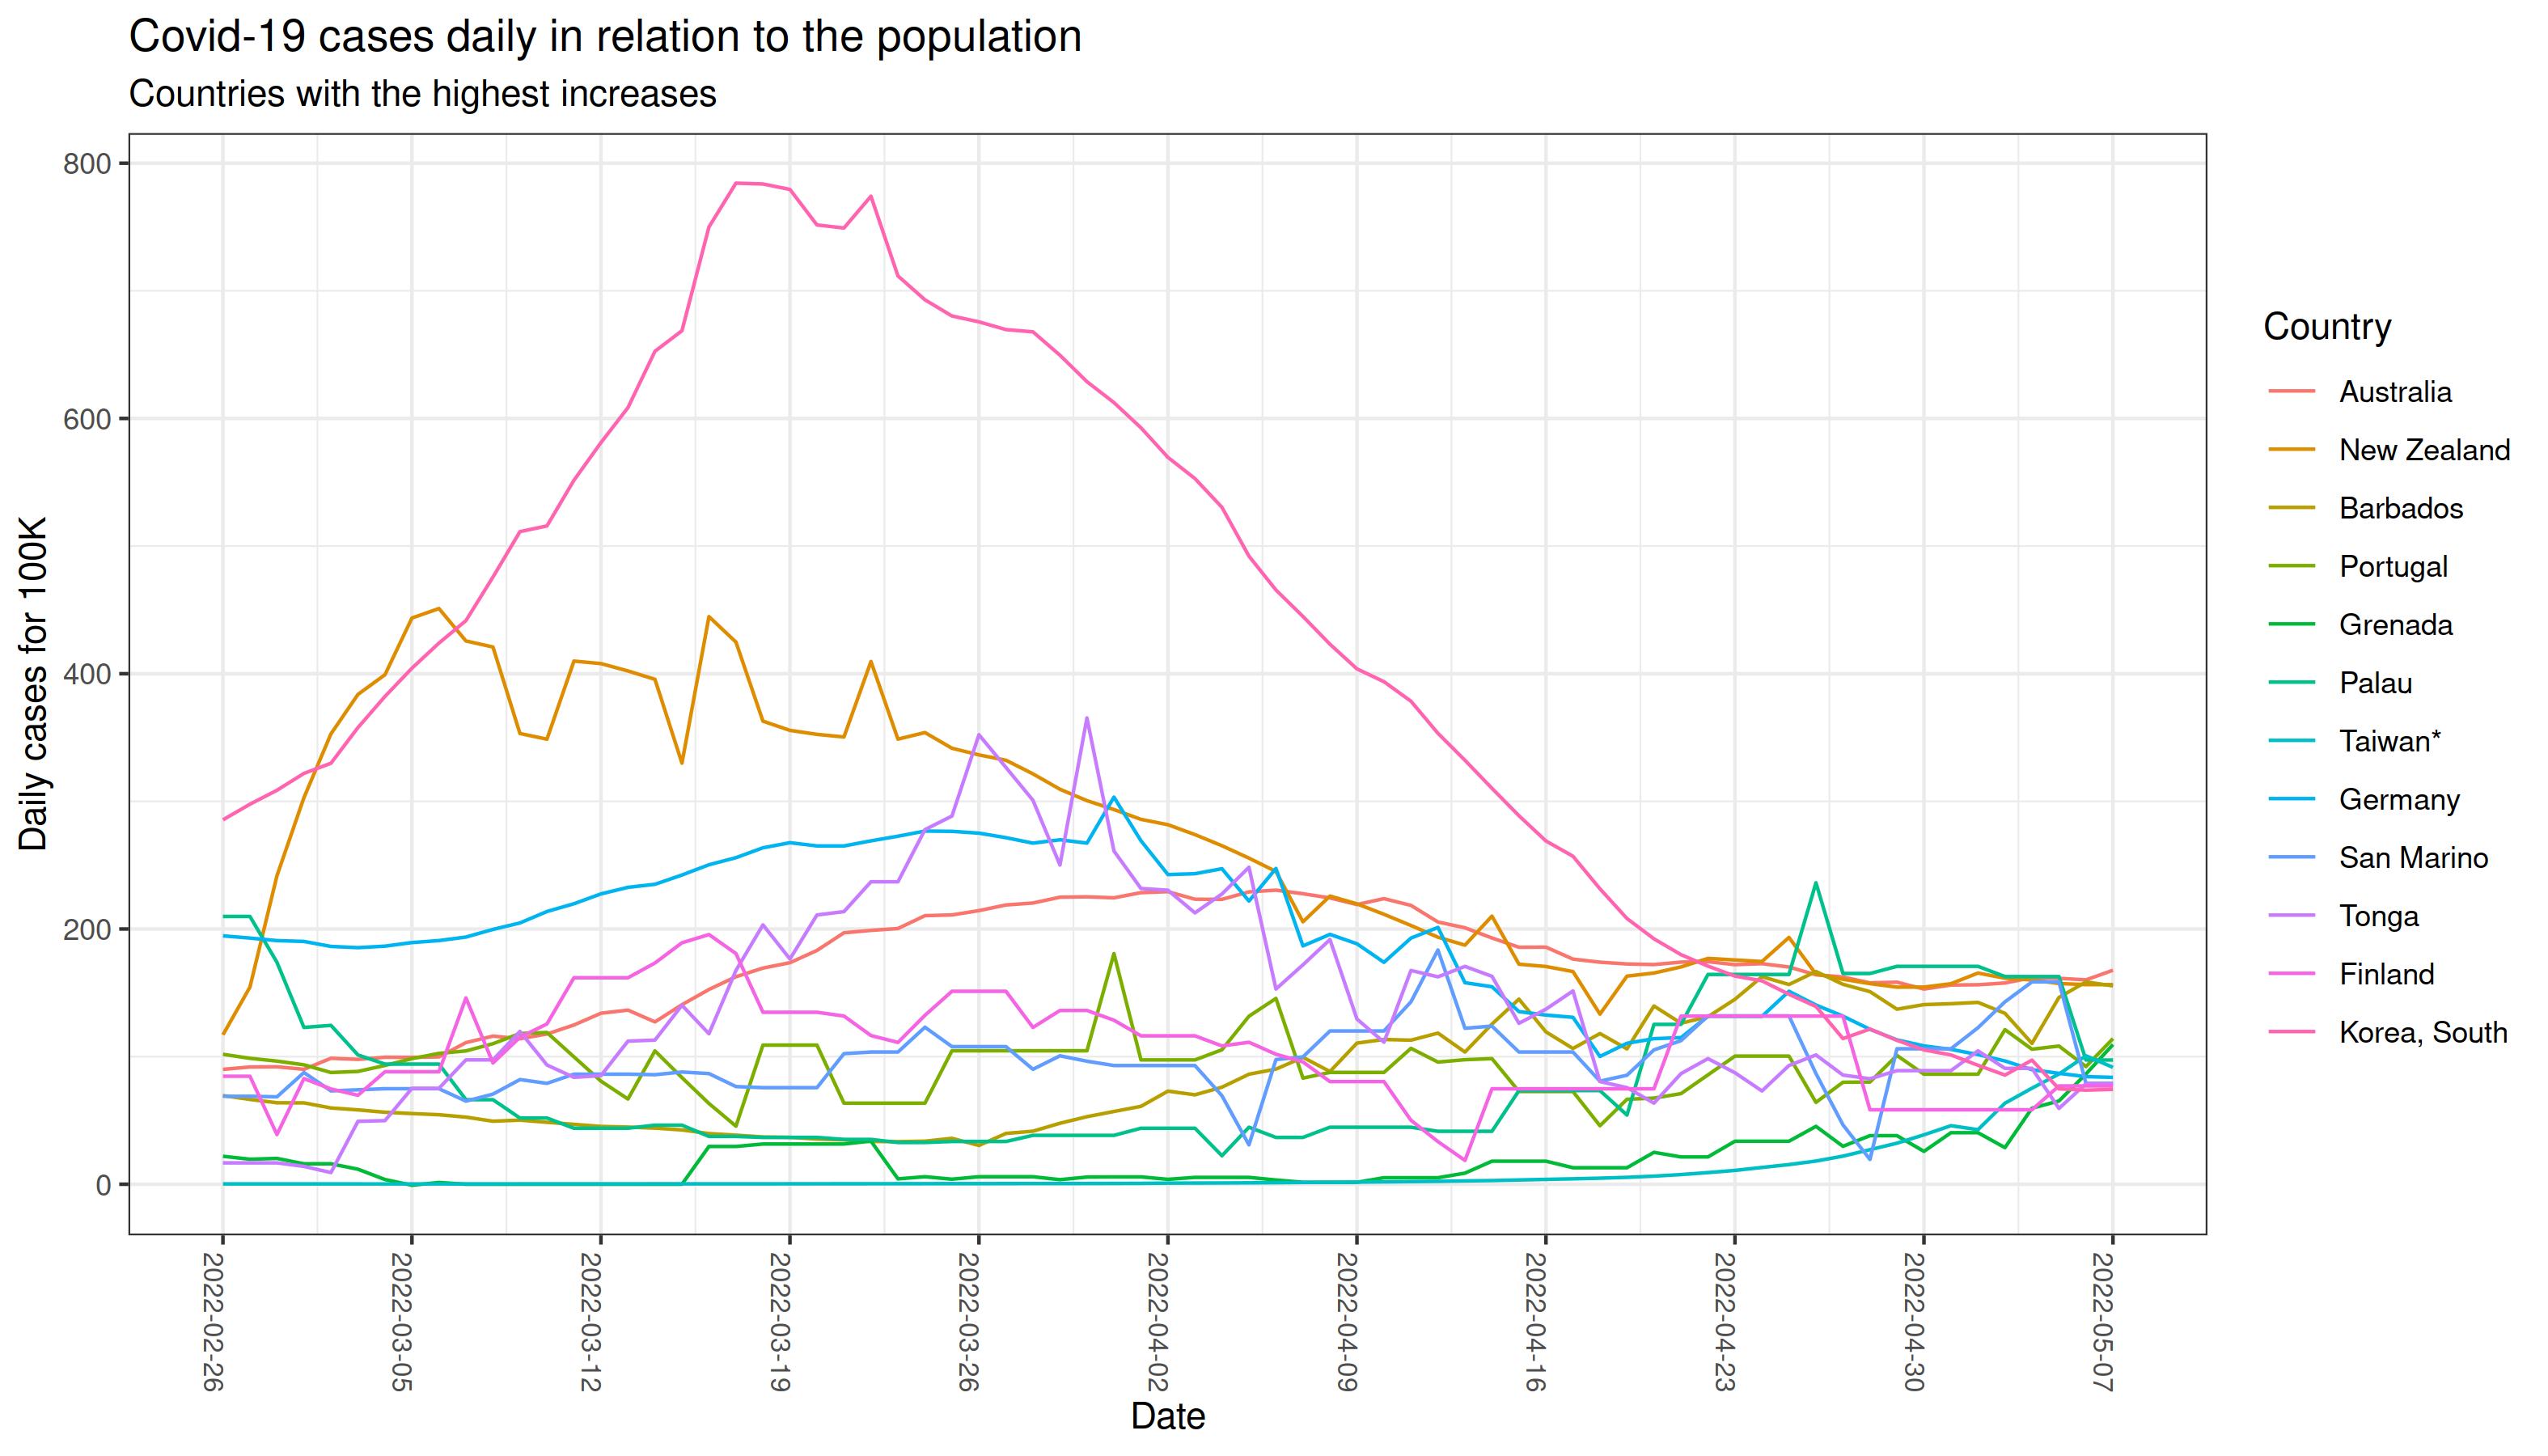 Covid-19 cases daily in relation to the population
Countries with the highest increases
Daily cases for 100K
800
600
400
200
0
2022-02-26
2022-03-05
2022-03-12
2022-03-19
2022-03-26
2022-04-02
2022-04-09
2022-04-16
2022-04-23
2022-04-30
2022-05-07
Date
Country
Australia
New Zealand
Barbados
Portugal
Grenada
Palau
Taiwan*
Germany
San Marino
Tonga
Finland
Korea, South